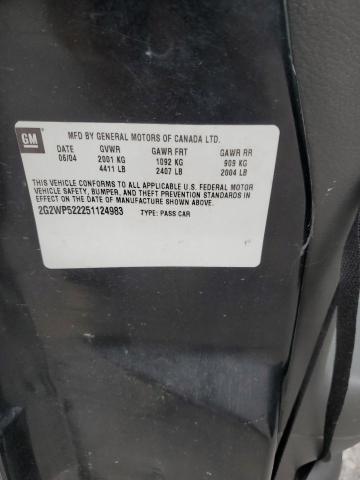 GM
MFD BY GENERAL MOTORS OF CANADA LTD.
DATE GVWR GAWR FRT GAWR RR
06/04 2001 KG 1092 KG 909 KG
4411 LB 2407 LB 2004 LB
THIS VEHICLE CONFORMS TO ALL APPLICABLE U.S. FEDERAL MOTOR
VEHICLE SAFETY, BUMPER, AND THEFT PREVENTION STANDARDS IN
EFFECT ON THE DATE OF MANUFACTURE SHOWN ABOVE.
2G2WP522251124983 TYPE: PASS CAR